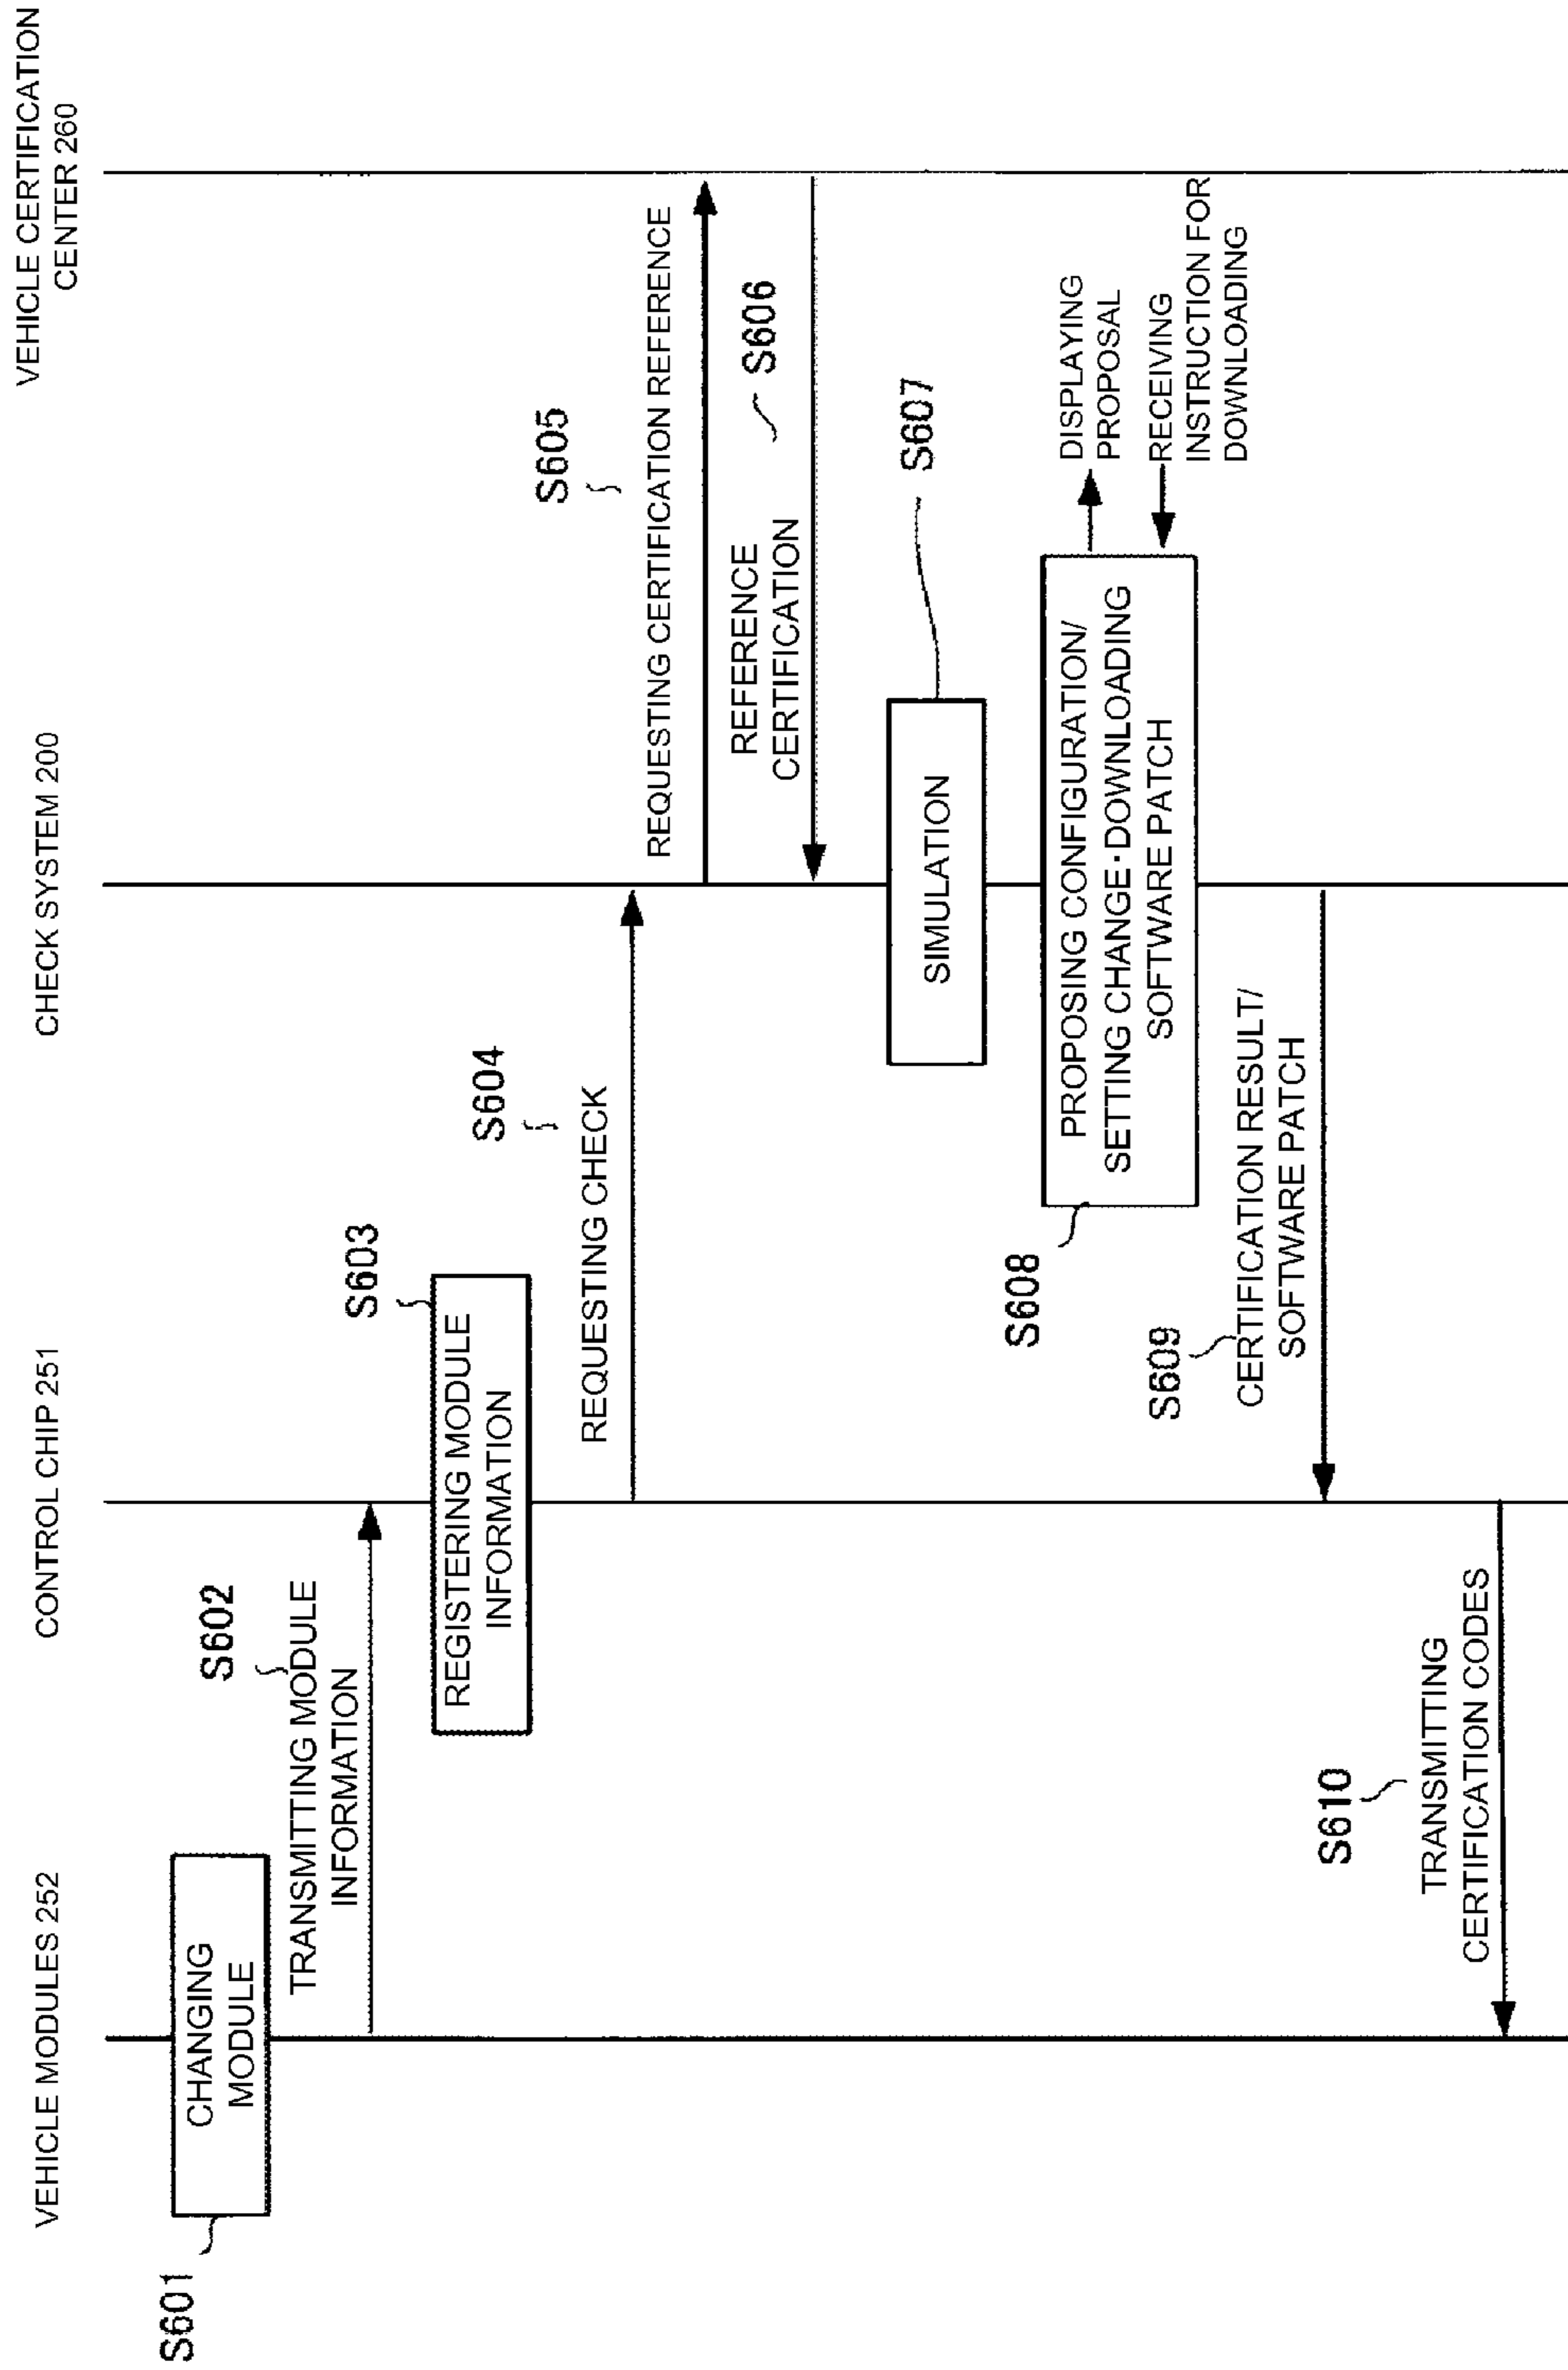 VEHICLE MODULES 252
CONTROL CHIP 251
CHECK SYSTEM 200
VEHICLE CERTIFICATION
CENTER 260
S601
CHANGING
MODULE
S602
TRANSMITTING MODULE
INFORMATION
S603
REGISTERING MODULE
INFORMATION
S604
REQUESTING CHECK
S605
REQUESTING CERTIFICATION REFERENCE
S606
REFERENCE
CERTIFICATION
S607
SIMULATION
S608
PROPOSING CONFIGURATION/
SETTING CHANGE·DOWNLOADING
SOFTWARE PATCH
DISPLAYING
PROPOSAL
RECEIVING
INSTRUCTION FOR
DOWNLOADING
S609
CERTIFICATION RESULT/
SOFTWARE PATCH
S610
TRANSMITTING
CERTIFICATION CODES